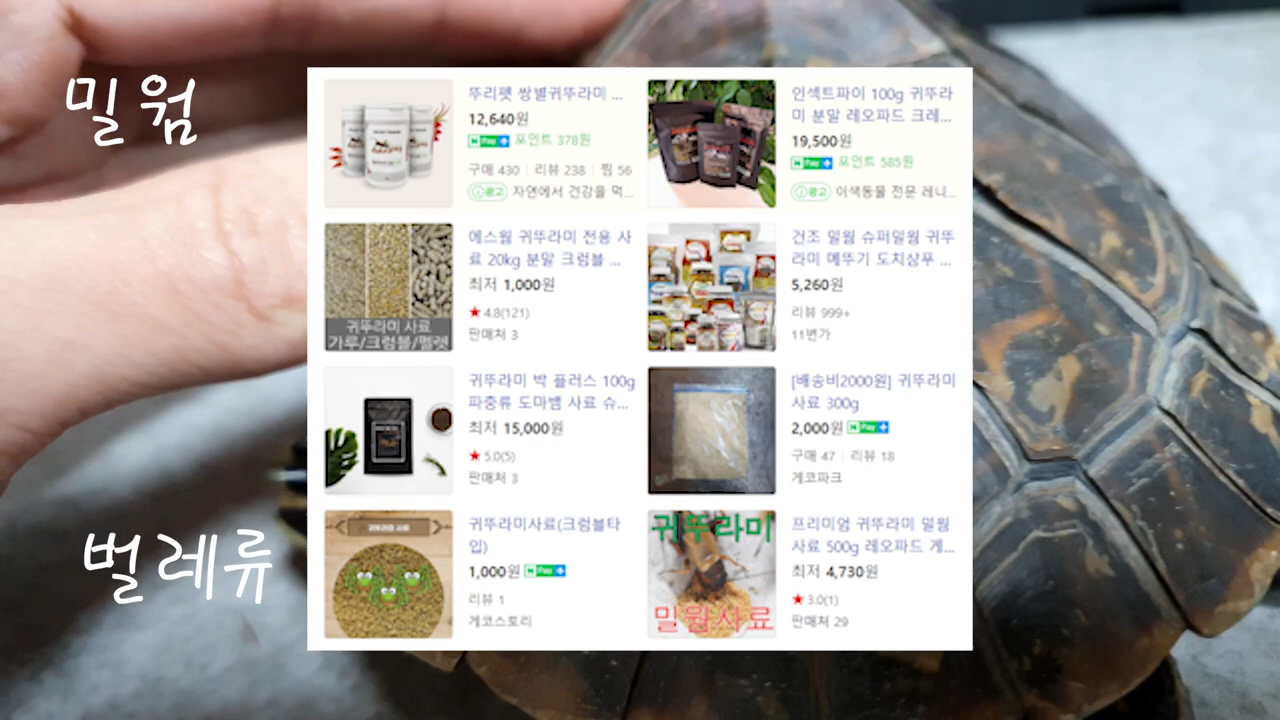 밀웜
뚜리펫 쌍별귀뚜라미 ...
12,640원
N Pay + 포인트 378원
구매 430 | 리뷰 238 | 찜 56
광고 자연에서 건강을 먹...
인섹트파이 100g 귀뚜라
미 분말 레오파드 크레...
19,500원
N Pay + 포인트 585원
광고 이색동물 전문 레니...
귀뚜라미 사료
가루/크럼블/펠렛
에스웜 귀뚜라미 전용 사
료 20kg 분말 크럼블 ...
최저 1,000원
★ 4.8(121)
판매처 3
건조 밀웜 슈퍼밀웜 귀뚜
라미 메뚜기 도치샴푸 ...
5,260원
리뷰 999+
11번가
귀뚜라미 박 플러스 100g
파충류 도마뱀 사료 슈...
최저 15,000원
★ 5.0(5)
판매처 3
[배송비2000원] 귀뚜라미
사료 300g
2,000원 N Pay +
구매 47 | 리뷰 18
게코파크
벌레류
귀뚜라미 사료
귀뚜라미사료(크럼블타
입)
1,000원 N Pay +
리뷰 1
게코스토리
귀뚜라미
밀웜사료
프리미엄 귀뚜라미 밀웜
사료 500g 레오파드 게...
최저 4,730원
★ 3.0(1)
판매처 29